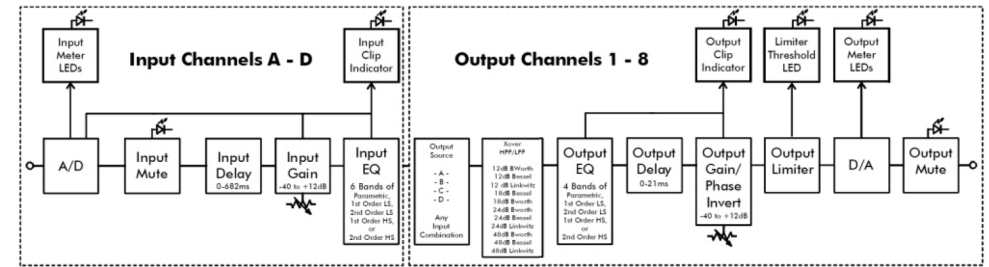 Input
Meter
LEDs
Input Channels A - D
Input
Clip
Indicator
A/D
Input
Mute
Input
Delay
0-682ms
Input
Gain
-40 to +12dB
Input
EQ
6 Bands of
Parametric,
1st Order LS,
2nd Order LS
1st Order HS,
or
2nd Order HS
Output Channels 1 - 8
Output
Clip
Indicator
Limiter
Threshold
LED
Output
Meter
LEDs
Output
Source
- A -
- B -
- C -
- D -
Any
Input
Combination
Xover
HPF/LPF
12dB BWorth
12dB Bessel
12 dB Linkwitz
18dB Bessel
18dB Bworth
24dB Bworth
24dB Bessel
24dB Linkwitz
48dB Bworth
48dB Bessel
48dB Linkwitz
Output
EQ
4 Bands of
Parametric,
1st Order LS,
2nd Order LS
1st Order HS,
or
2nd Order HS
Output
Delay
0-21ms
Output
Gain/
Phase
Invert
-40 to +12dB
Output
Limiter
D/A
Output
Mute